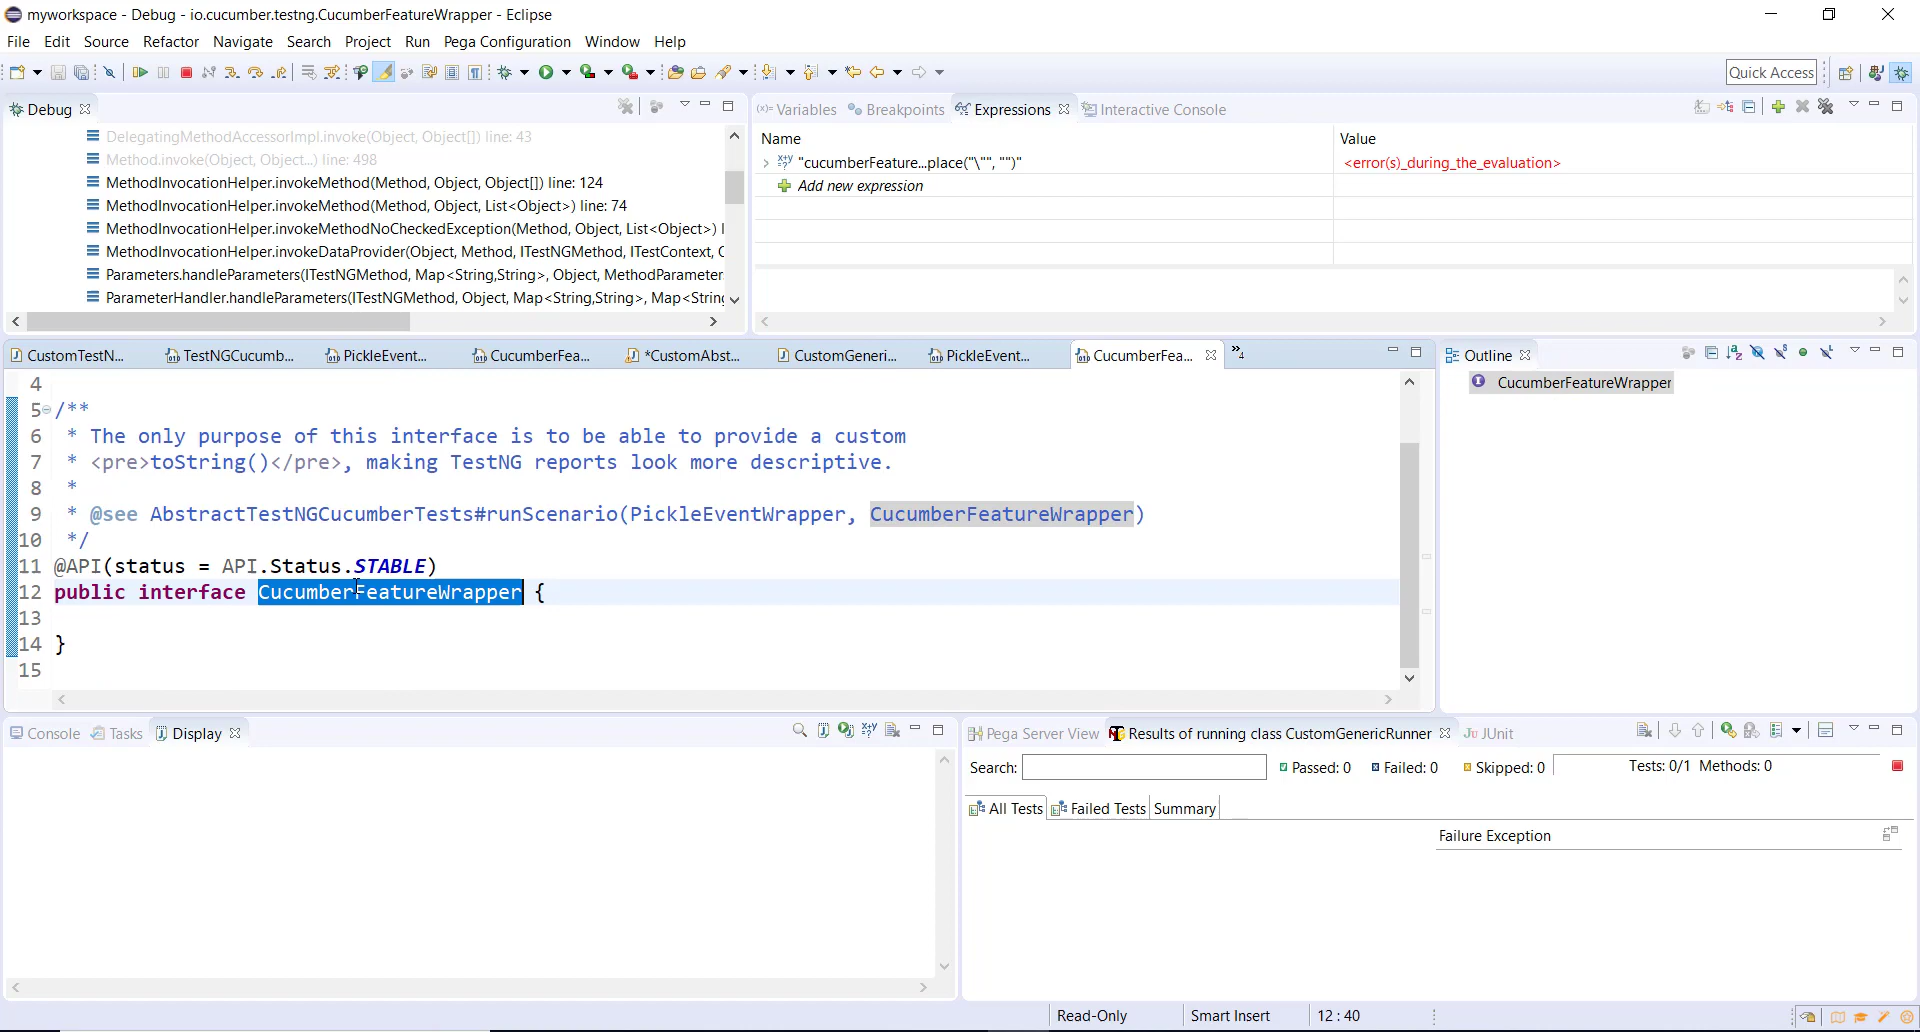 myworkspace - Debug - io.cucumber.testng.CucumberFeatureWrapper - Eclipse
File Edit Source Refactor Navigate Search Project Run Pega Configuration Window Help
Quick Access
Debug
DelegatingMethodAccessorImpl.invoke(Object, Object[]) line: 43
Method.invoke(Object, Object...) line: 498
MethodInvocationHelper.invokeMethod(Method, Object, Object[]) line: 124
MethodInvocationHelper.invokeMethod(Method, Object, List<Object>) line: 74
MethodInvocationHelper.invokeMethodNoCheckedException(Method, Object, List<Object>) l
MethodInvocationHelper.invokeDataProvider(Object, Method, ITestNGMethod, ITestContext, C
Parameters.handleParameters(ITestNGMethod, Map<String,String>, Object, MethodParameter
ParameterHandler.handleParameters(ITestNGMethod, Object, Map<String,String>, Map<String
(x)= Variables Breakpoints Expressions Interactive Console
Name Value
"cucumberFeature...place("\"", "")" <error(s)_during_the_evaluation>
Add new expression
CustomTestN... TestNGCucumb... PickleEvent... CucumberFea... *CustomAbst... CustomGeneri... PickleEvent... CucumberFea... »4
4
5 /**
6 * The only purpose of this interface is to be able to provide a custom
7 * <pre>toString()</pre>, making TestNG reports look more descriptive.
8 *
9 * @see AbstractTestNGCucumberTests#runScenario(PickleEventWrapper, CucumberFeatureWrapper)
10 */
11 @API(status = API.Status.STABLE)
12 public interface CucumberFeatureWrapper {
13
14 }
15
Outline
CucumberFeatureWrapper
Console Tasks Display
Pega Server View Results of running class CustomGenericRunner JUnit
Search: Passed: 0 Failed: 0 Skipped: 0 Tests: 0/1 Methods: 0
All Tests Failed Tests Summary
Failure Exception
Read-Only Smart Insert 12 : 40